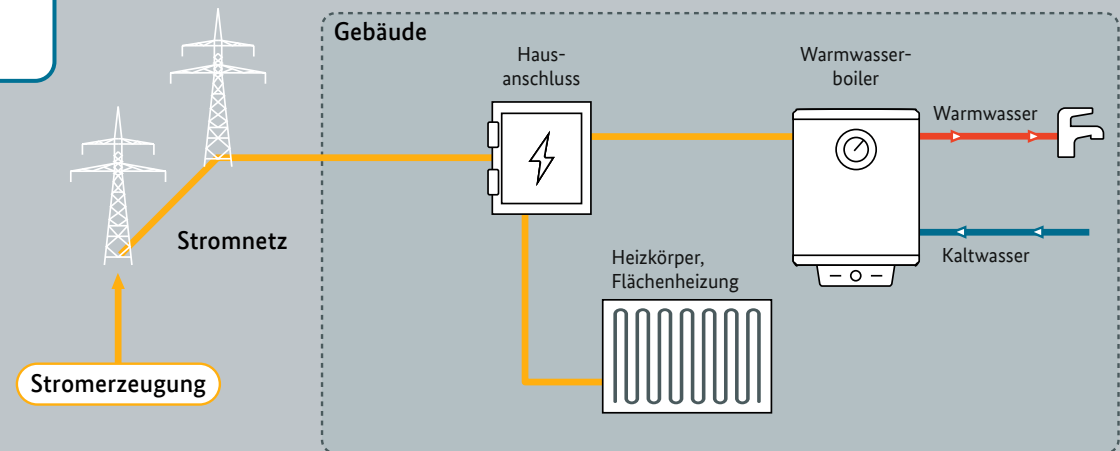 Gebäude
Haus-
anschluss
Warmwasser-
boiler
Warmwasser
Kaltwasser
Heizkörper,
Flächenheizung
Stromnetz
Stromerzeugung